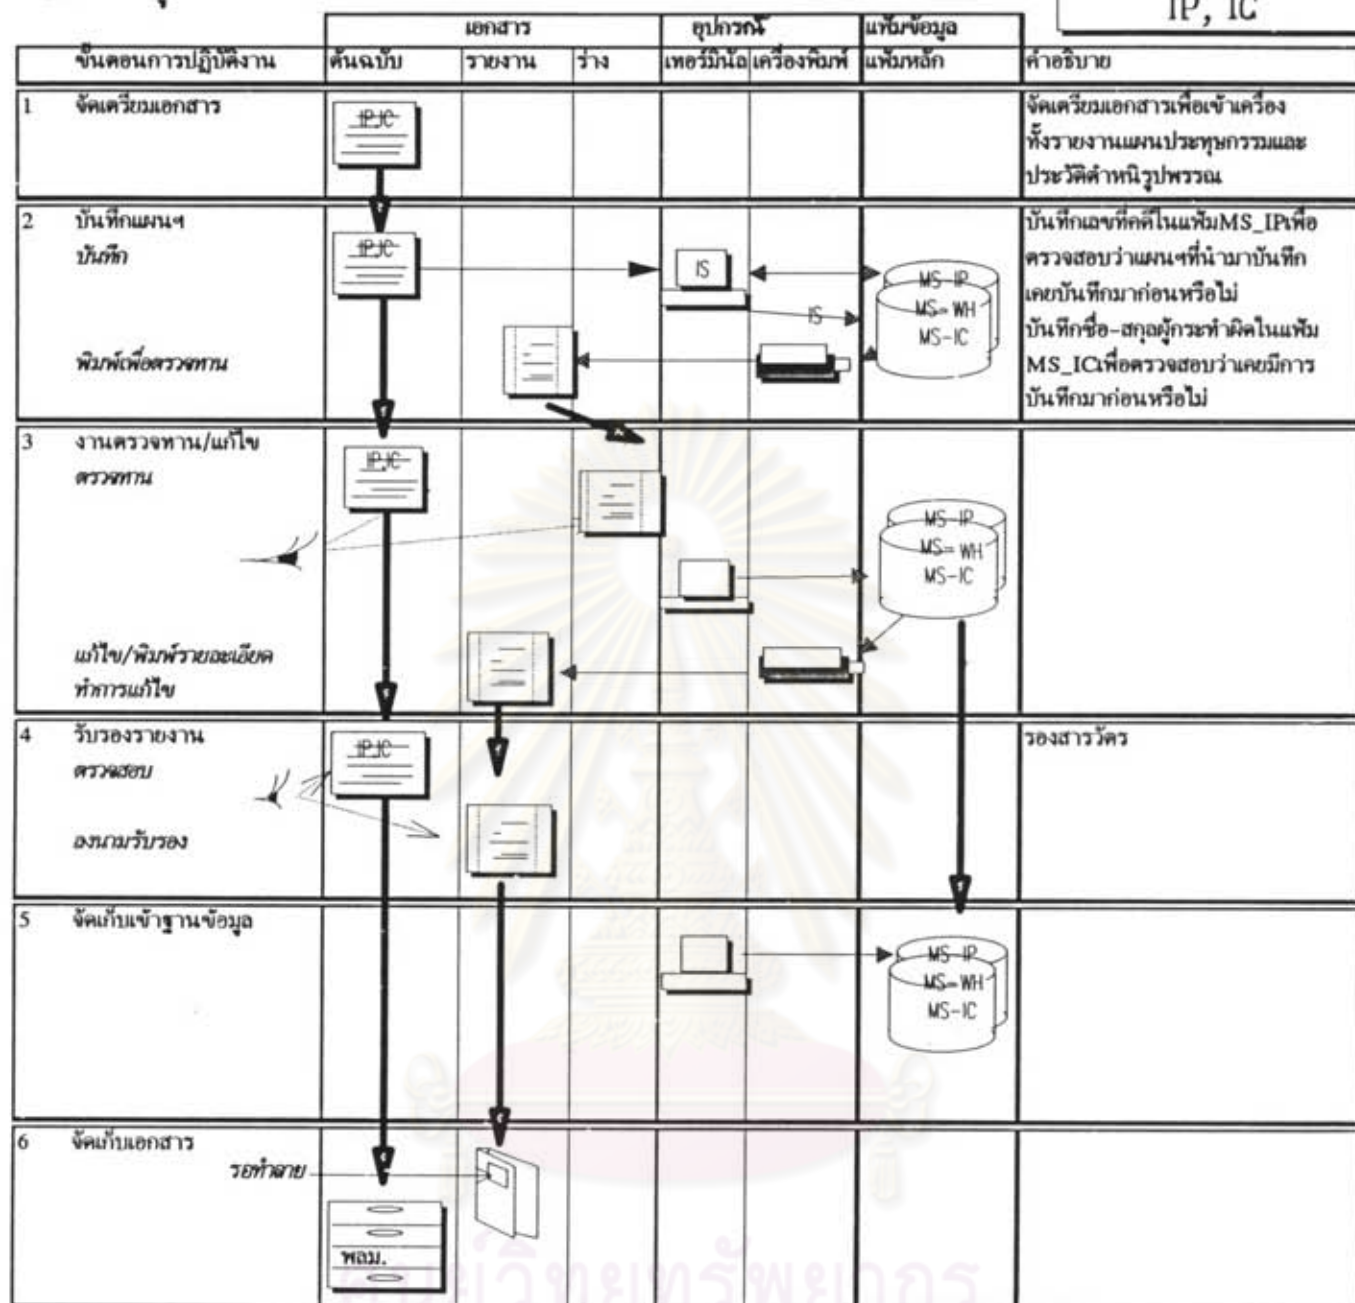 IP, IC
เอกสาร อุปกรณ์ แฟ้มข้อมูล
ขั้นตอนการปฏิบัติงาน ต้นฉบับ รายงาน ร่าง เทอร์มินัล เครื่องพิมพ์ แฟ้มหลัก คำอธิบาย
1 จัดเตรียมเอกสาร
IP,IC
จัดเตรียมเอกสารเพื่อเข้าเครื่อง
ทั้งรายงานแผนประทุษกรรมและ
ประวัติตำหนิรูปพรรณ
2 บันทึกแผนฯ
บันทึก
IP,IC
IS
MS-IP
MS-WH
MS-IC
IS
พิมพ์เพื่อตรวจทาน
บันทึกเลขที่คดีในแฟ้มMS_IPเพื่อ
ตรวจสอบว่าแผนฯที่นำมาบันทึก
เคยบันทึกมาก่อนหรือไม่
บันทึกชื่อ-สกุลผู้กระทำผิดในแฟ้ม
MS_ICเพื่อตรวจสอบว่าเคยมีการ
บันทึกมาก่อนหรือไม่
3 งานตรวจทาน/แก้ไข
ตรวจทาน
IP,IC
MS-IP
MS-WH
MS-IC
แก้ไข/พิมพ์รายละเอียด
ทำการแก้ไข
4 รับรองรายงาน
ตรวจสอบ
IP,IC
รองสารวัตร
ลงนามรับรอง
5 จัดเก็บเข้าฐานข้อมูล
MS-IP
MS-WH
MS-IC
6 จัดเก็บเอกสาร
รอทำลาย
พลม.
ศูนย์วิทยทรัพยากร